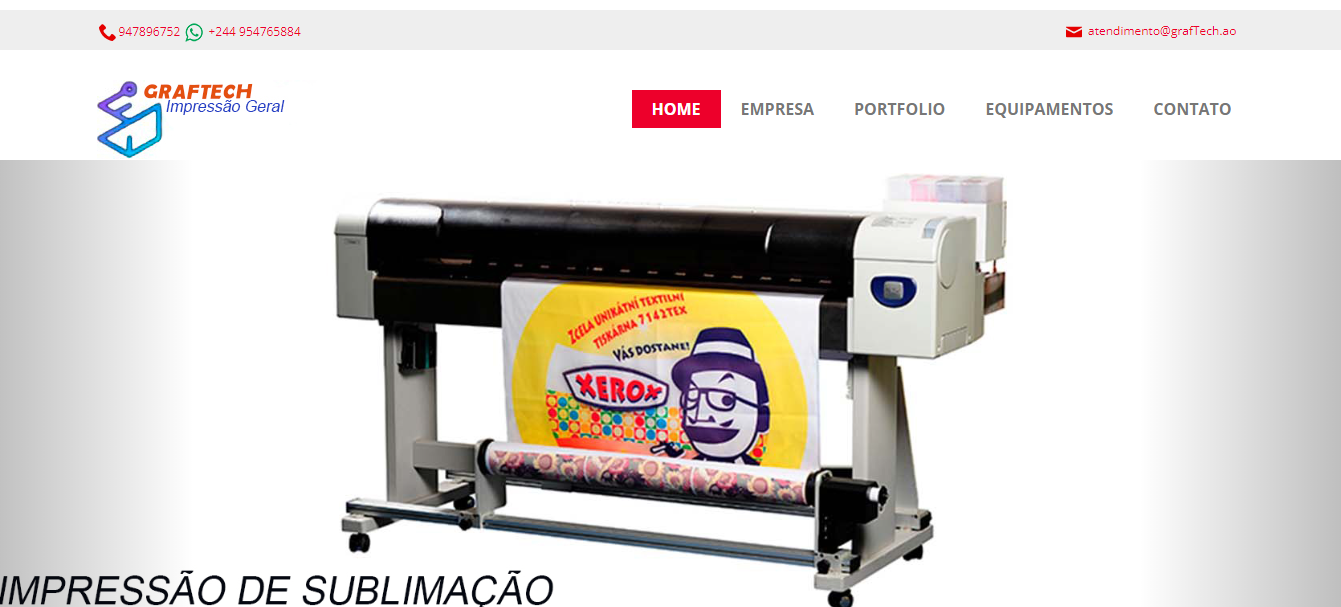 947896752 +244 954765884 atendimento@grafTech.ao
GRAFTECH
Impressão Geral
HOME EMPRESA PORTFOLIO EQUIPAMENTOS CONTATO
ZCELA UNIKÁTNÍ TEXTILNÍ
TISKÁRNA 7142TEX
VÁS DOSTANE!
XEROX
IMPRESSÃO DE SUBLIMAÇÃO